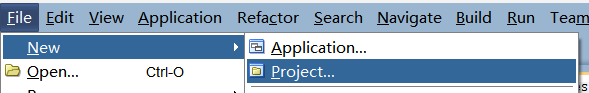 File Edit View Application Refactor Search Navigate Build Run Team
New Application...
Project...
Open... Ctrl-O